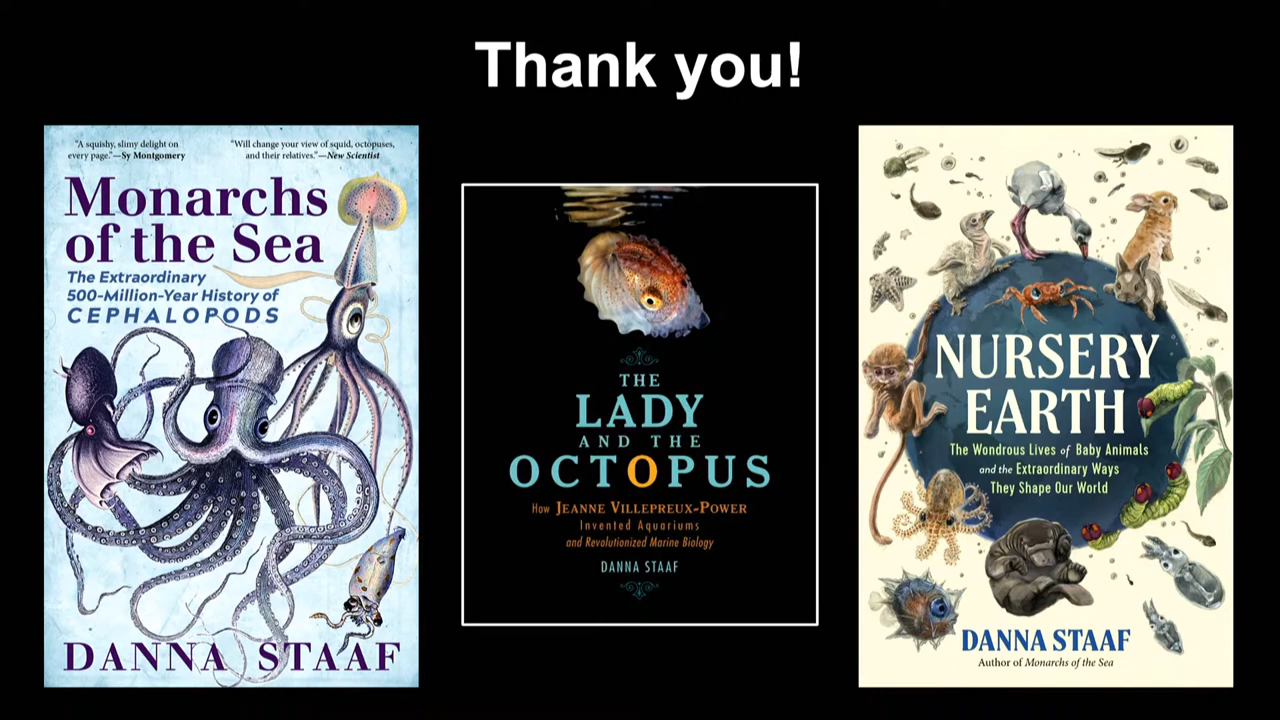 Thank you!
"A squishy, slimy delight on
every page."—Sy Montgomery
"Will change your view of squid, octopuses,
and their relatives."—New Scientist
Monarchs
of the Sea
The Extraordinary
500-Million-Year History of
CEPHALOPODS
DANNA STAAF
THE
LADY
AND THE
OCTOPUS
How JEANNE VILLEPREUX-POWER
Invented Aquariums
and Revolutionized Marine Biology
DANNA STAAF
NURSERY
EARTH
The Wondrous Lives of Baby Animals
and the Extraordinary Ways
They Shape Our World
DANNA STAAF
Author of Monarchs of the Sea